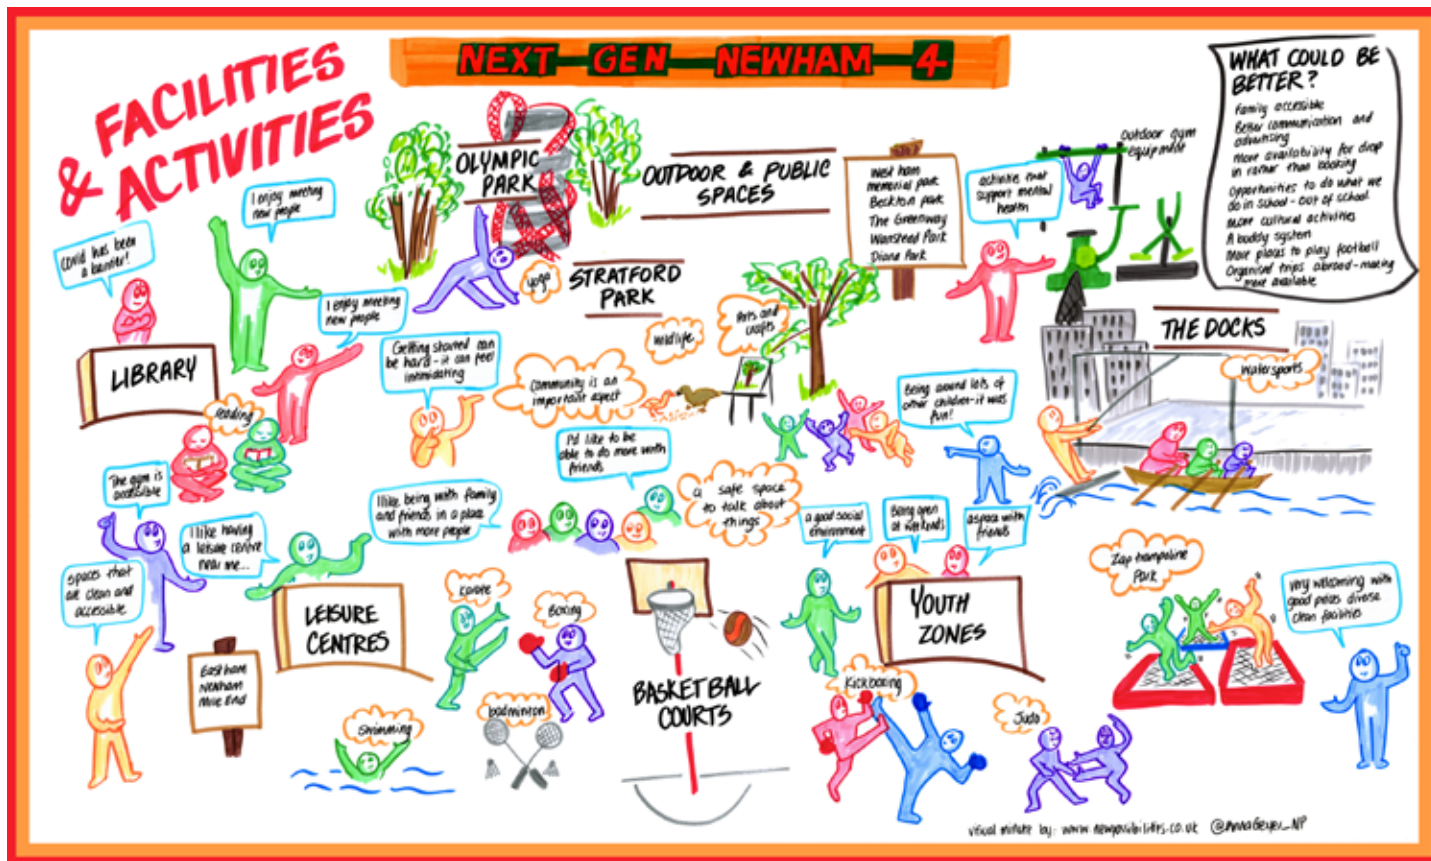 NEXT GEN NEWHAM 4
FACILITIES
& ACTIVITIES
WHAT COULD BE
BETTER?
Family accessible
Better communication and
advertising
More availability for drop
in rather than booking
Opportunities to do what we
do in school - out of school
more cultural activities
A buddy system
More places to play football
Organised trips abroad - making
more available
OLYMPIC
PARK
OUTDOOR & PUBLIC
SPACES
West ham
memorial park
Beckton park
The Greenway
Wanstead Park
Diana Park
activities that
support mental
health
outdoor gym
equipment
I enjoy meeting
new people
Covid has been
a barrier!
yoga
STRATFORD
PARK
I enjoy meeting
new people
LIBRARY
reading
Getting started can
be hard - it can feel
intimidating
Community is an
important aspect
wildlife
Arts and
crafts
THE DOCKS
watersports
Being around lots of
other children - it was
fun!
I'd like to be
able to do more with
friends
a safe space
to talk about
things
The gym is
accessible
I like having
a leisure centre
near me...
I like being with family
and friends in a place
with more people
a good social
environment
Being open
at weekends
a space with
friends
Zap trampoline
Park
very welcoming with
good prices diverse
clean facilities
spaces that
are clean and
accessible
LEISURE
CENTRES
East ham
Newham
Mile End
karate
Boxing
badminton
swimming
BASKETBALL
COURTS
YOUTH
ZONES
Kickboxing
Judo
visual minute by: www.newpossibilities.co.uk @AnnaGeyer_NP